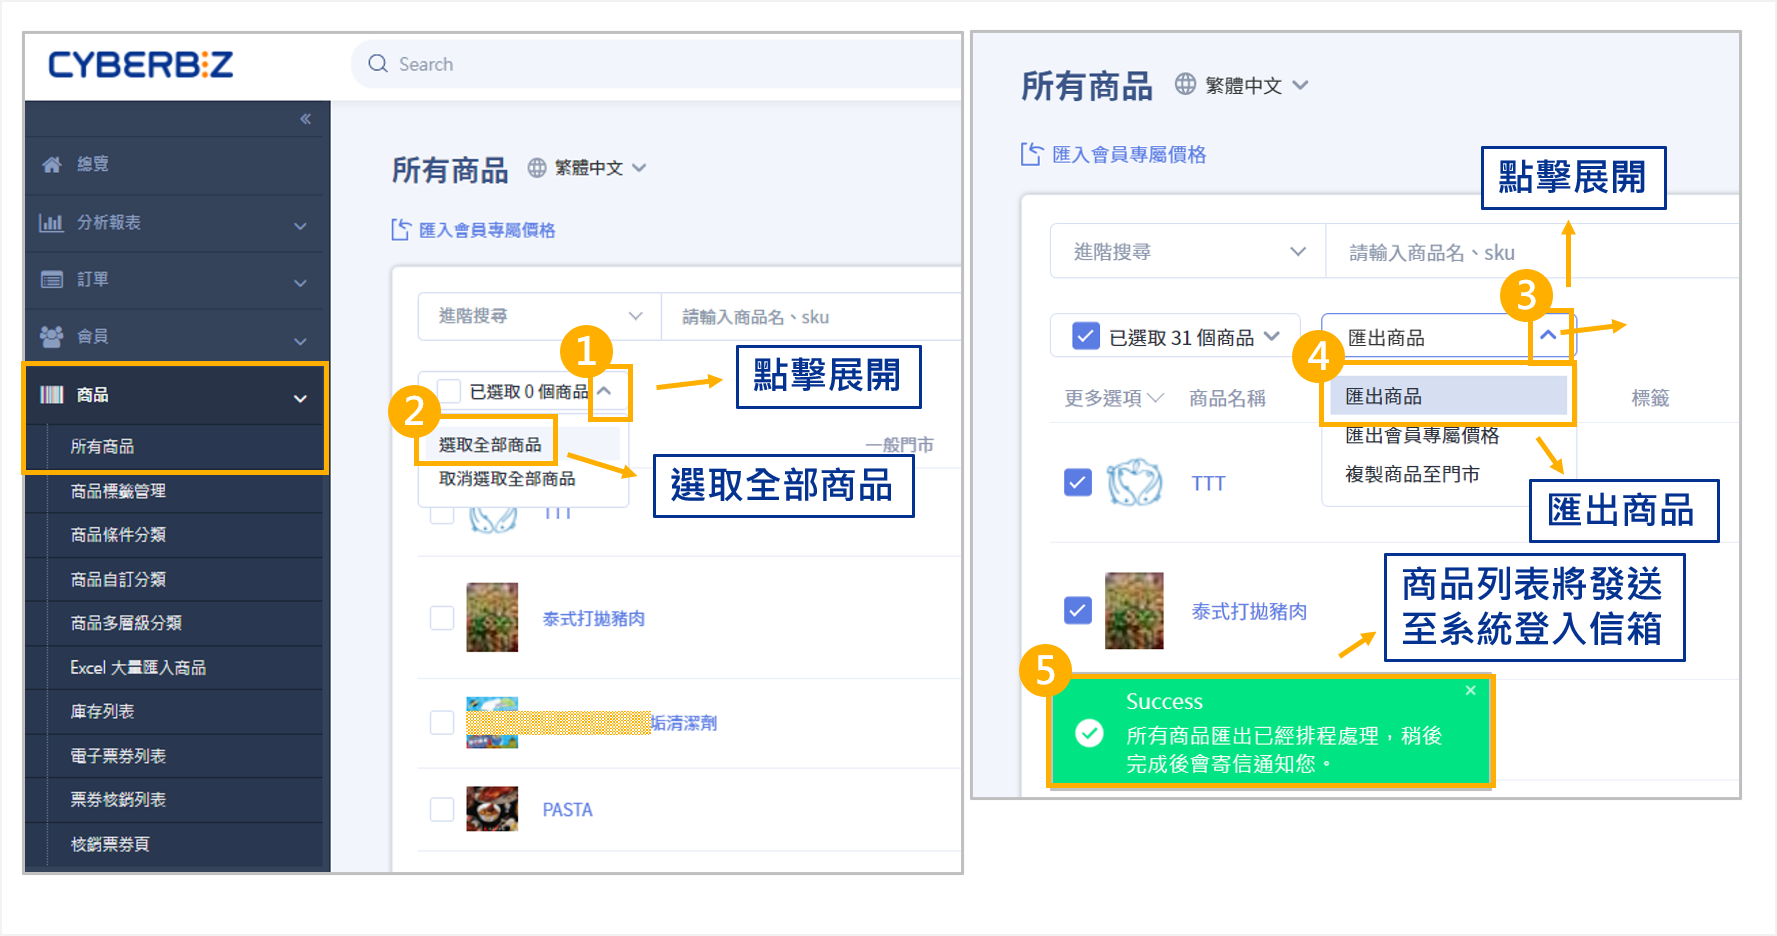 CYBERBIZ
Search
總覽
分析報表
訂單
會員
商品
所有商品
商品標籤管理
商品條件分類
商品自訂分類
商品多層級分類
Excel 大量匯入商品
庫存列表
電子票券列表
票券核銷列表
核銷票券頁
所有商品
繁體中文
匯入會員專屬價格
進階搜尋
請輸入商品名、sku
1
已選取 0 個商品
點擊展開
2
選取全部商品
一般門市
取消選取全部商品
選取全部商品
TTT
泰式打拋豬肉
垢清潔劑
PASTA
所有商品
繁體中文
匯入會員專屬價格
點擊展開
進階搜尋
請輸入商品名、sku
3
已選取 31 個商品
匯出商品
4
更多選項
商品名稱
匯出商品
標籤
匯出會員專屬價格
複製商品至門市
TTT
匯出商品
泰式打拋豬肉
商品列表將發送
至系統登入信箱
5
Success
所有商品匯出已經排程處理，稍後
完成後會寄信通知您。